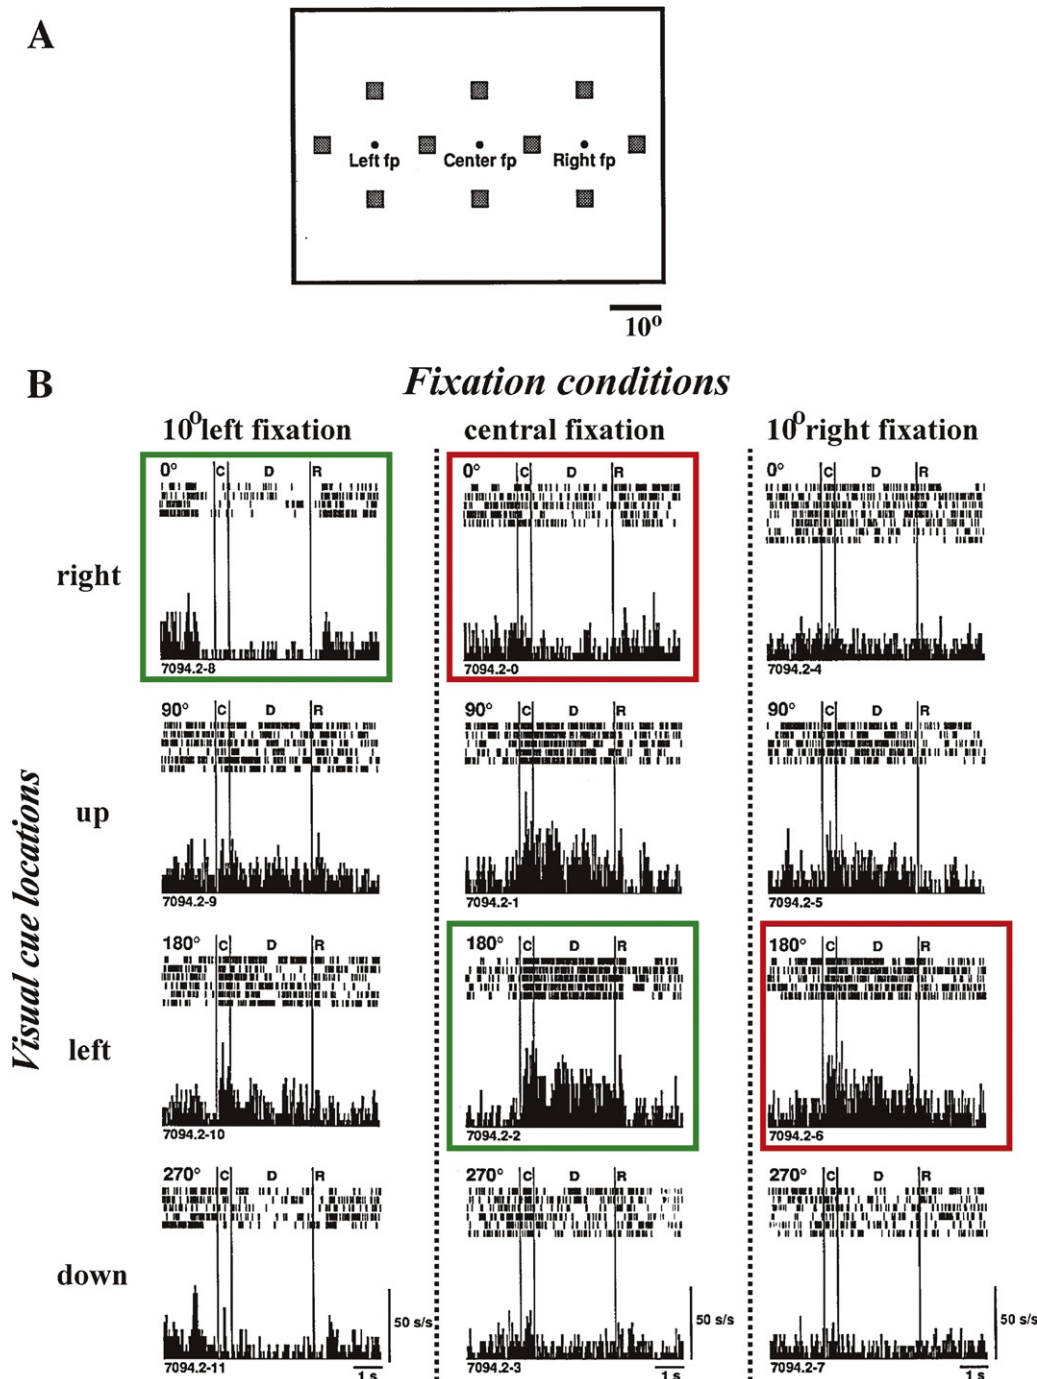 A
Left fp
Center fp
Right fp
10°
B
Fixation conditions
10° left fixation
central fixation
10° right fixation
Visual cue locations
right
0° C D R
7094.2-8
0° C D R
7094.2-0
0° C D R
7094.2-4
up
90° C D R
7094.2-9
90° C D R
7094.2-1
90° C D R
7094.2-5
left
180° C D R
7094.2-10
180° C D R
7094.2-2
180° C D R
7094.2-6
down
270° C D R
50 s/s
7094.2-11
1 s
270° C D R
50 s/s
7094.2-3
1 s
270° C D R
50 s/s
7094.2-7
1 s